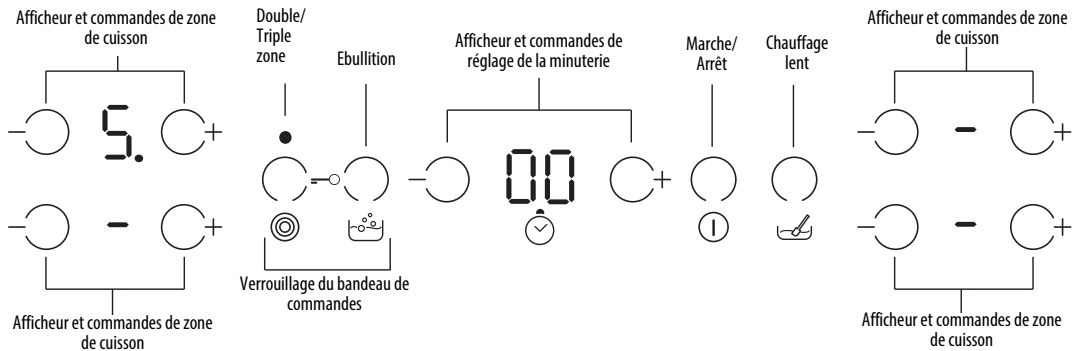 Afficheur et commandes de zone
de cuisson
Double/
Triple
zone
Ebullition
Afficheur et commandes de
réglage de la minuterie
Marche/
Arrêt
Chauffage
lent
Afficheur et commandes de zone
de cuisson
5.
00
Verrouillage du bandeau de
commandes
Afficheur et commandes de zone
de cuisson
Afficheur et commandes de zone
de cuisson